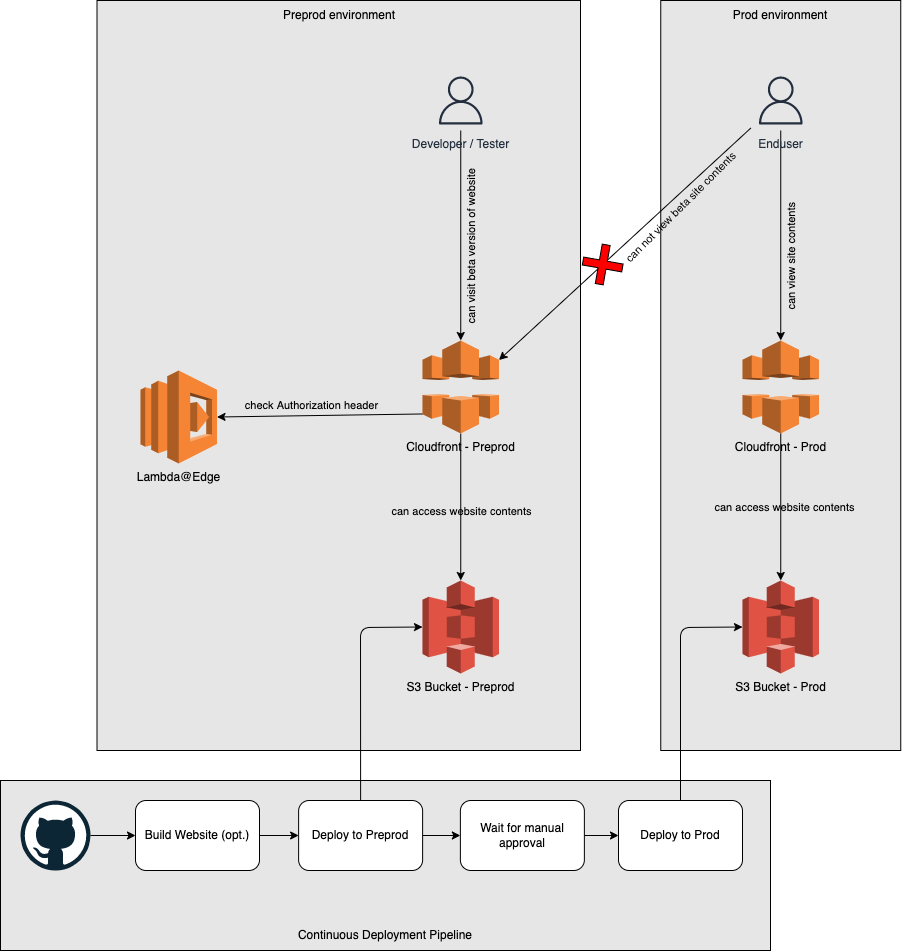 Preprod environment
Prod environment
Developer / Tester
Enduser
can visit beta version of website
can not view beta site contents
can view site contents
check Authorization header
Lambda@Edge
Cloudfront - Preprod
Cloudfront - Prod
can access website contents
can access website contents
S3 Bucket - Preprod
S3 Bucket - Prod
Build Website (opt.)
Deploy to Preprod
Wait for manual
approval
Deploy to Prod
Continuous Deployment Pipeline